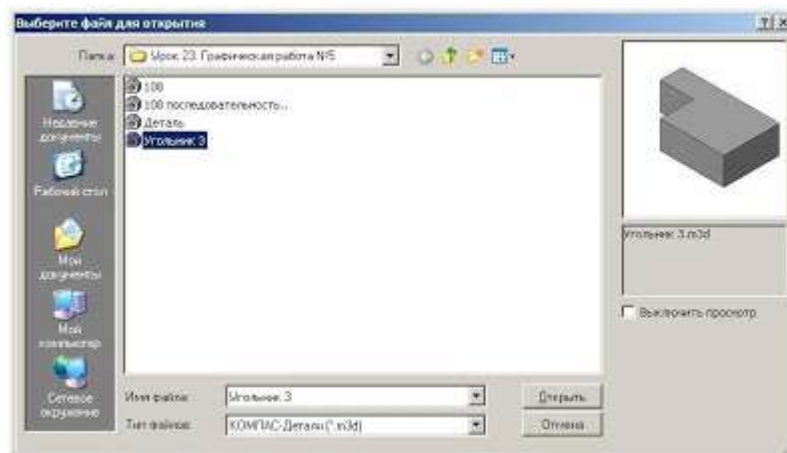 Выберите файл для открытия
Папка: Урок 23. Графическая работа №5
108
108 последовательность...
Деталь
Угольник 3
Недавние документы
Рабочий стол
Мои документы
Мой компьютер
Сетевое окружение
Угольник 3.m3d
Выключить просмотр
Имя файла: Угольник 3 Открыть
Тип файлов: КОМПАС-Детали (*.m3d) Отмена